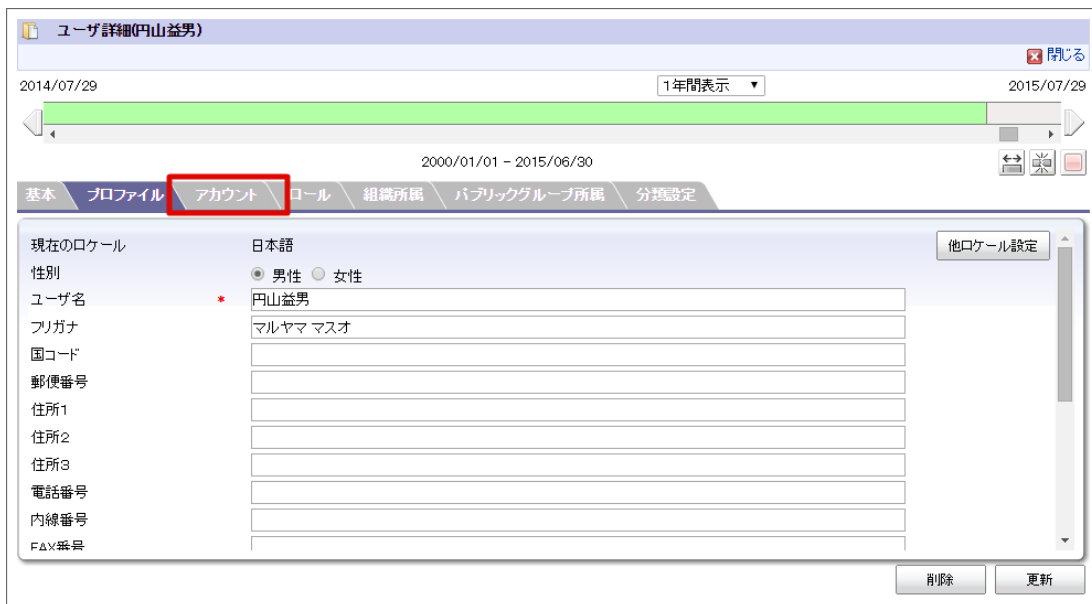 ユーザ詳細(円山益男)
閉じる
2014/07/29 1年間表示 ▼ 2015/07/29
2000/01/01 - 2015/06/30
基本 プロファイル アカウント ロール 組織所属 パブリックグループ所属 分類設定
現在のロケール 日本語 他ロケール設定
性別 男性 女性
ユーザ名 * 円山益男
フリガナ マルヤママスオ
国コード
郵便番号
住所1
住所2
住所3
電話番号
内線番号
FAX番号
削除 更新